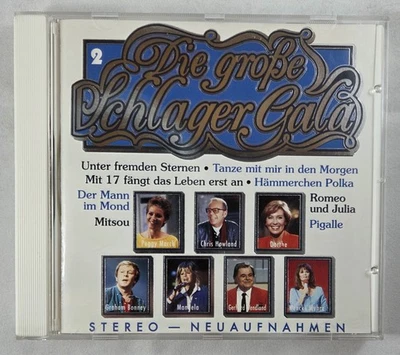 2
Die große
Schlager Gala
Unter fremden Sternen • Tanze mit mir in den Morgen
Mit 17 fängt das Leben erst an • Hämmerchen Polka
Der Mann
im Mond
Romeo
und Julia
Mitsou
Pigalle
Peggy March
Chris Howland
Dorthe
Graham Bonney
Manuela
Gerhard Wendland
STEREO — NEUAUFNAHMEN